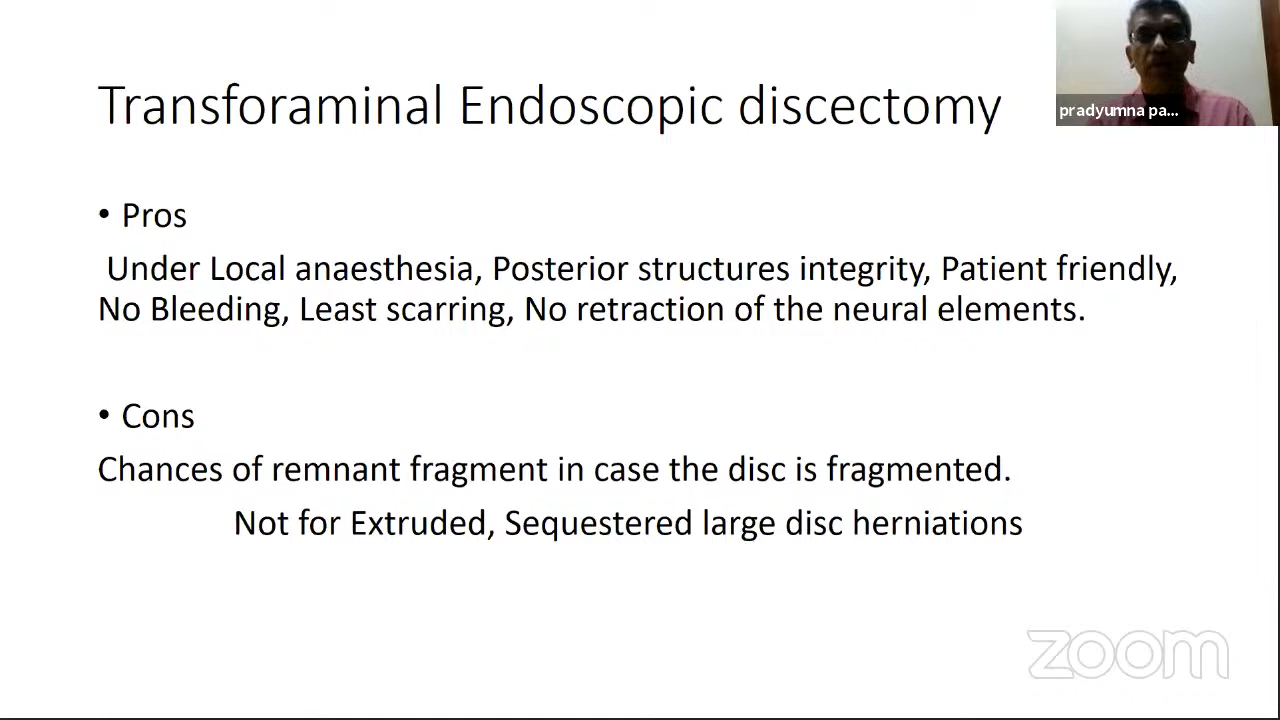 Transforaminal Endoscopic discectomy
pradyumna pa...
• Pros
Under Local anaesthesia, Posterior structures integrity, Patient friendly,
No Bleeding, Least scarring, No retraction of the neural elements.
• Cons
Chances of remnant fragment in case the disc is fragmented.
Not for Extruded, Sequestered large disc herniations
zoom